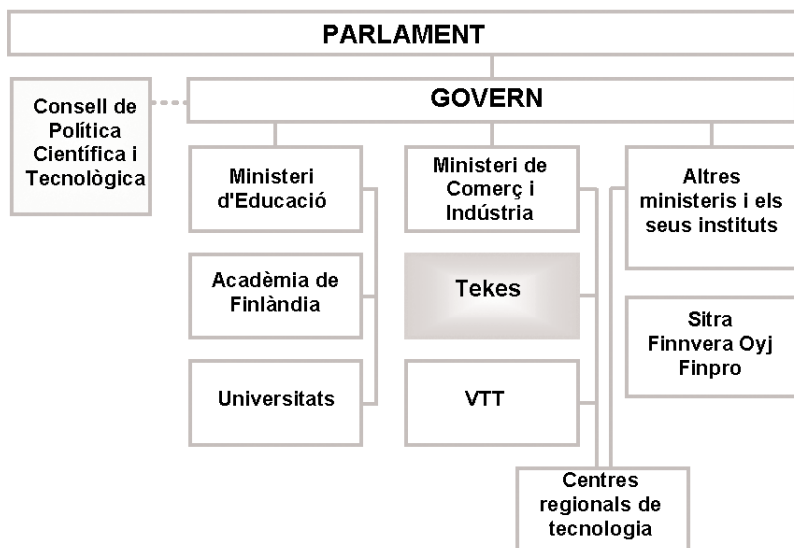 PARLAMENT
Consell de
Política
Científica i
Tecnològica
GOVERN
Ministeri
d'Educació
Ministeri de
Comerç i
Indústria
Altres
ministeris i els
seus instituts
Acadèmia de
Finlàndia
Tekes
Sitra
Finnvera Oyj
Finpro
Universitats
VTT
Centres
regionals de
tecnologia